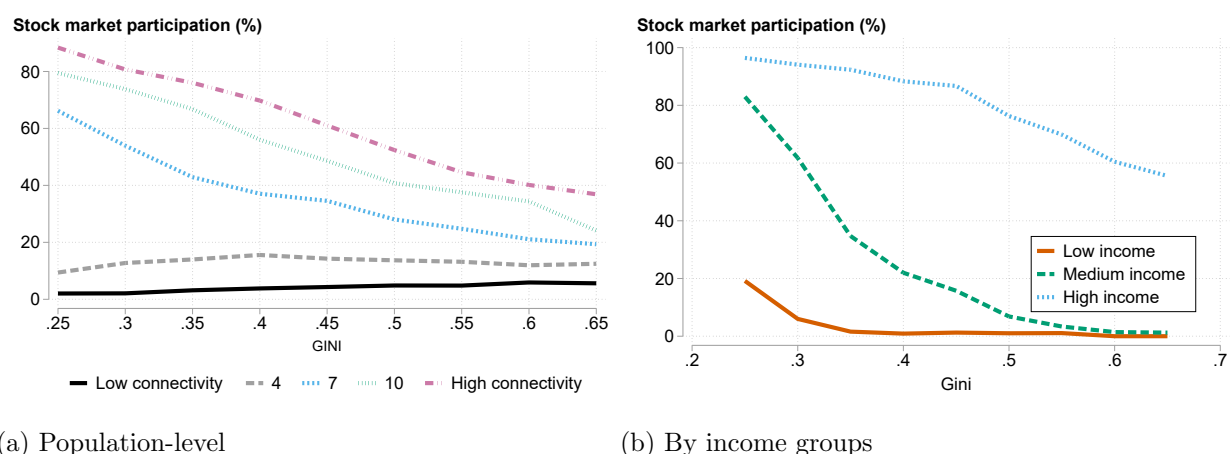 Stock market participation (%)
80
60
40
20
0
.25 .3 .35 .4 .45 .5 .55 .6 .65
GINI
Low connectivity 4 7 10 High connectivity
(a) Population-level
Stock market participation (%)
100
80
60
40
20
0
Low income
Medium income
High income
.2 .3 .4 .5 .6 .7
Gini
(b) By income groups